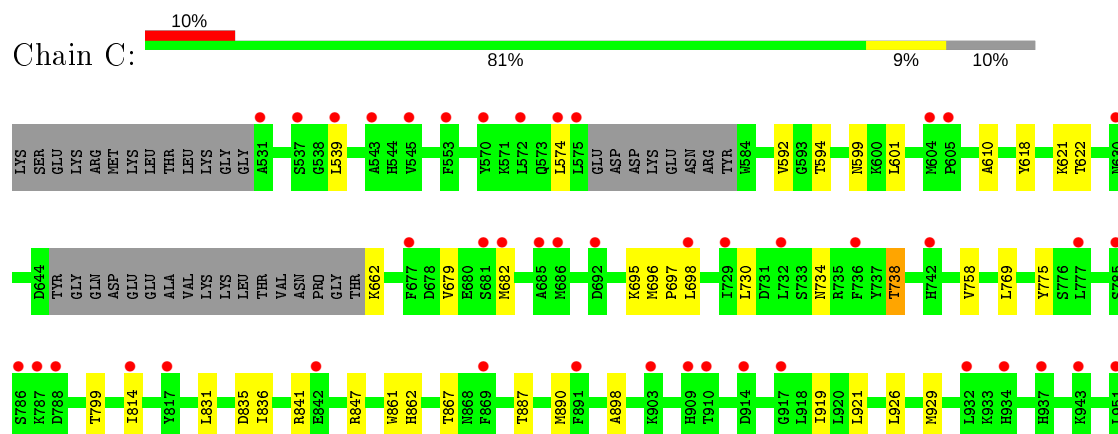 10%
Chain C:
81% 9% 10%
LYS SER GLU LYS ARG MET LYS LEU THR LEU LYS GLY GLY A531 S537 G538 L539 A543 H544 V545 F553 Y570 K571 L572 Q573 L574 L575 GLU ASP ASP LYS GLU ASN ARG TYR W584 V592 G593 T594 N599 K600 L601 M604 P605 A610 Y618 K621 T622 N630
D644 TYR GLY GLN ASP GLU GLU ALA VAL LYS LYS LEU THR VAL ASN PRO GLY THR K662 F677 D678 V679 E680 S681 M682 A685 M686 D692 K695 M696 P697 L698 I729 L730 D731 L732 S733 N734 R735 F736 Y737 T738 H742 V758 L769 Y775 S776 L777 S785
S786 K787 D788 T799 I814 Y817 L831 D835 I836 R841 E842 R847 W861 H862 T867 N868 F869 T887 M890 F891 A898 K903 H909 T910 D914 G917 L918 I919 L920 L921 L926 M929 L932 K933 H934 H937 K943